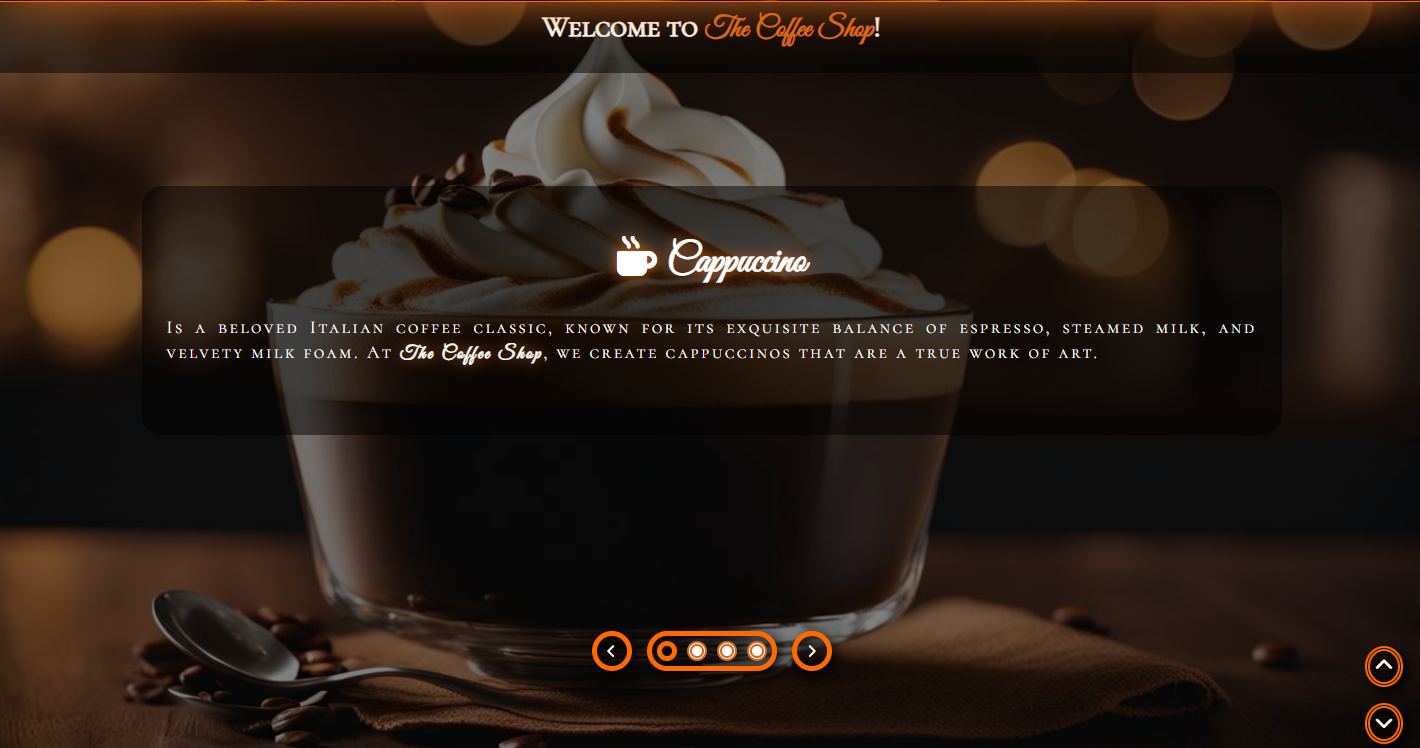 Welcome to The Coffee Shop!
Cappuccino
Is a beloved Italian coffee classic, known for its exquisite balance of espresso, steamed milk, and
velvety milk foam. At The Coffee Shop, we create cappuccinos that are a true work of art.